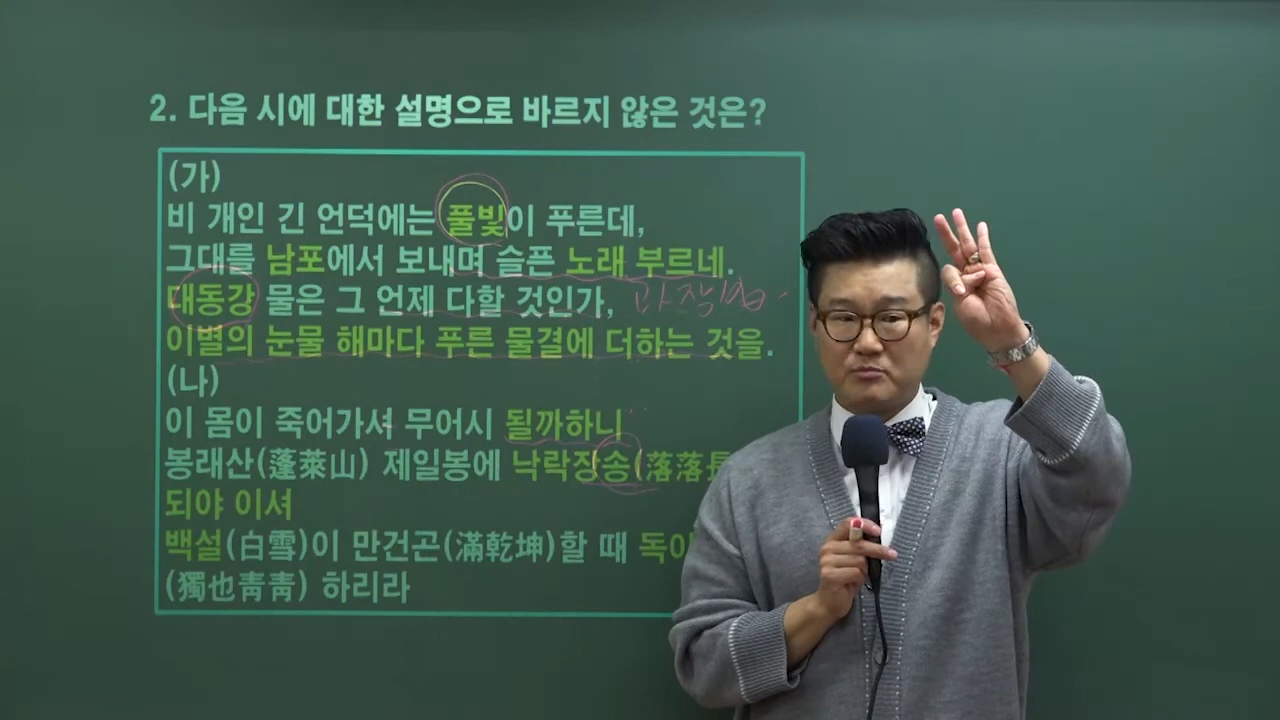 2. 다음 시에 대한 설명으로 바르지 않은 것은?
(가)
비 개인 긴 언덕에는 풀빛이 푸른데,
그대를 남포에서 보내며 슬픈 노래 부르네.
대동강 물은 그 언제 다할 것인가,
이별의 눈물 해마다 푸른 물결에 더하는 것을.
(나)
이 몸이 죽어가셔 무어시 될까하니
봉래산(蓬萊山) 제일봉에 낙락장송(落落長
되야 이셔
백설(白雪)이 만건곤(滿乾坤)할 때 독야
(獨也靑靑) 하리라